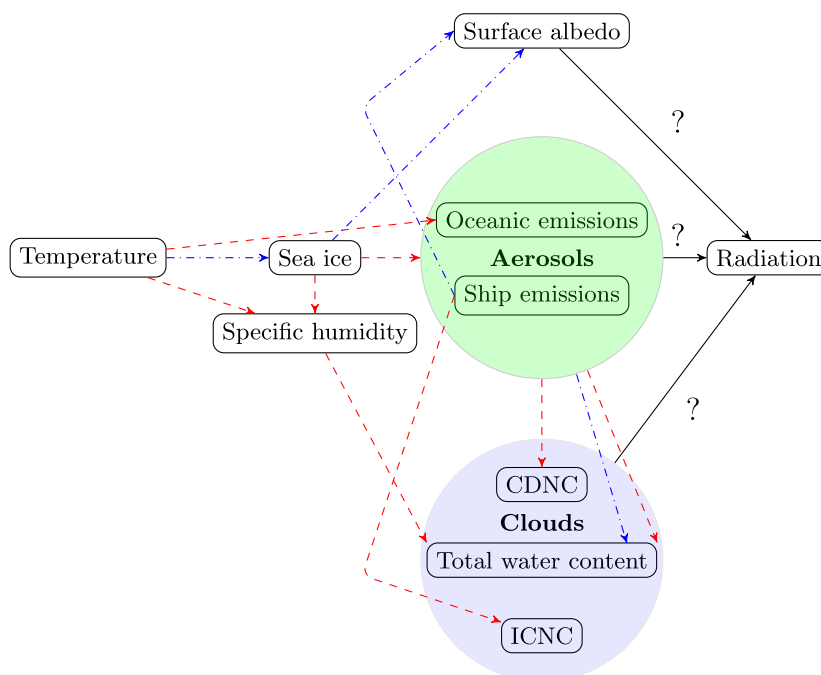 Surface albedo
?
Oceanic emissions
?
Temperature
Sea ice
Aerosols
Radiation
Ship emissions
Specific humidity
?
CDNC
Clouds
Total water content
ICNC